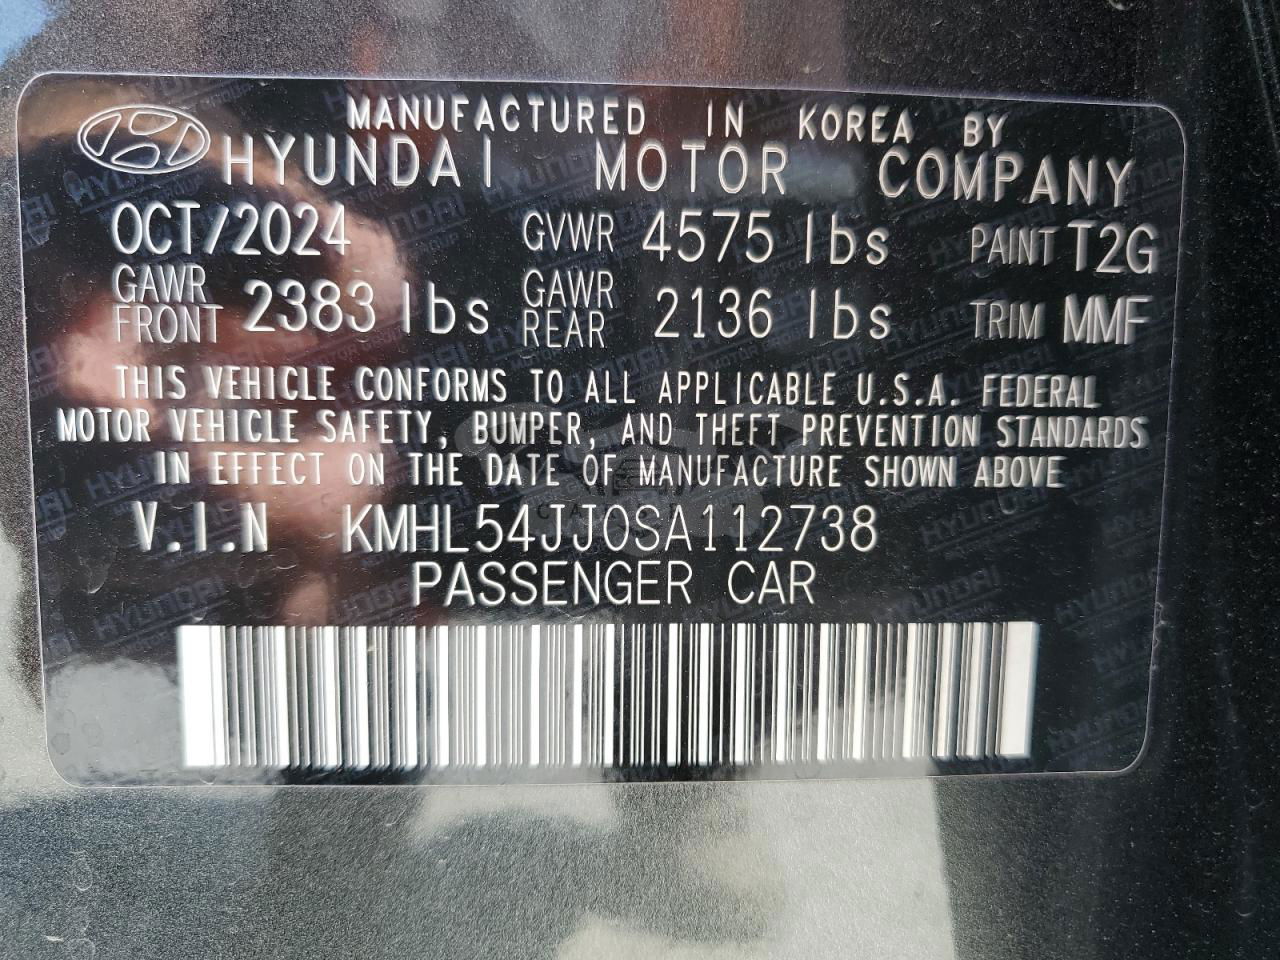 MANUFACTURED IN KOREA BY
HYUNDAI MOTOR COMPANY
OCT/2024 GVWR 4575 lbs PAINT T2G
GAWR FRONT 2383 lbs GAWR REAR 2136 lbs TRIM MMF
THIS VEHICLE CONFORMS TO ALL APPLICABLE U.S.A. FEDERAL
MOTOR VEHICLE SAFETY, BUMPER, AND THEFT PREVENTION STANDARDS
IN EFFECT ON THE DATE OF MANUFACTURE SHOWN ABOVE
V.I.N KMHL54JJ0SA112738
PASSENGER CAR